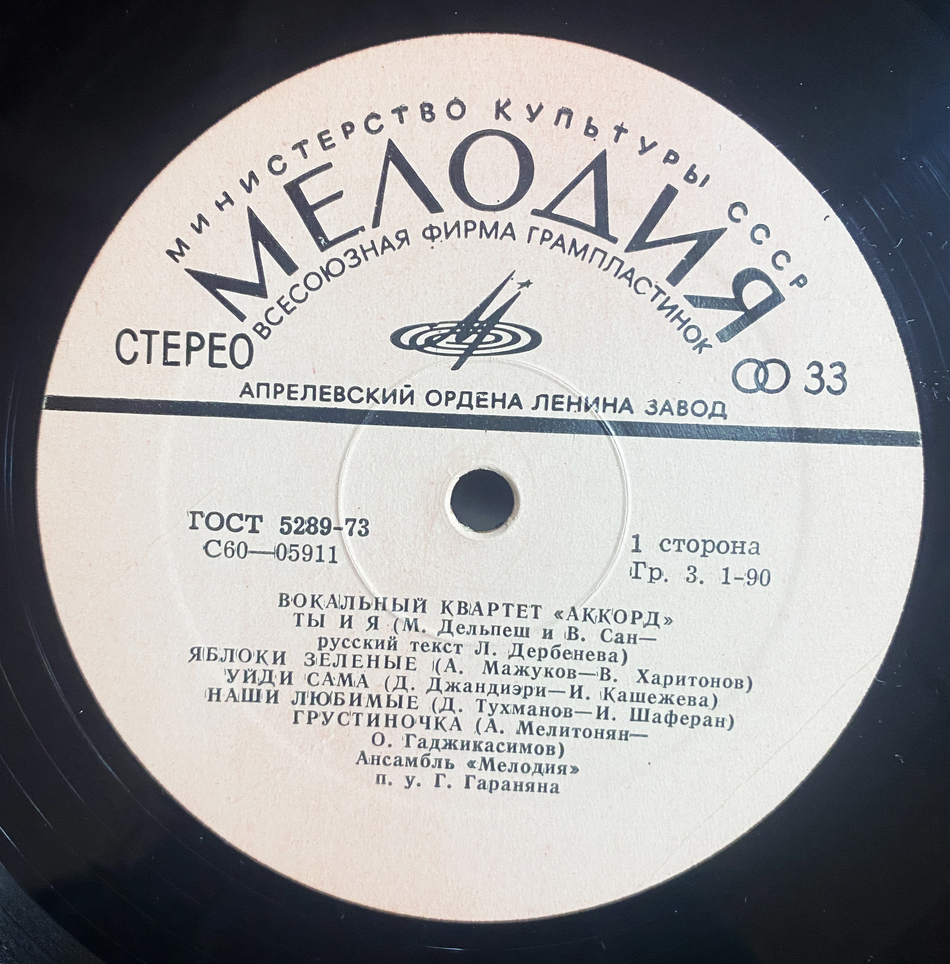 МИНИСТЕРСТВО КУЛЬТУРЫ СССР
МЕЛОДИЯ
ВСЕСОЮЗНАЯ ФИРМА ГРАМПЛАСТИНОК
СТЕРЕО
33
АПРЕЛЕВСКИЙ ОРДЕНА ЛЕНИНА ЗАВОД
ГОСТ 5289-73
С60—05911
1 сторона
Гр. 3. 1-90
ВОКАЛЬНЫЙ КВАРТЕТ «АККОРД»
ТЫ И Я (М. Дельпеш и В. Сан—
русский текст Л. Дербенева)
ЯБЛОКИ ЗЕЛЕНЫЕ (А. Мажуков—В. Харитонов)
УЙДИ САМА (Д. Джандиэри—И. Кашежева)
НАШИ ЛЮБИМЫЕ (Д. Тухманов—И. Шаферан)
ГРУСТИНОЧКА (А. Мелитонян—
О. Гаджикасимов)
Ансамбль «Мелодия»
п. у. Г. Гараняна